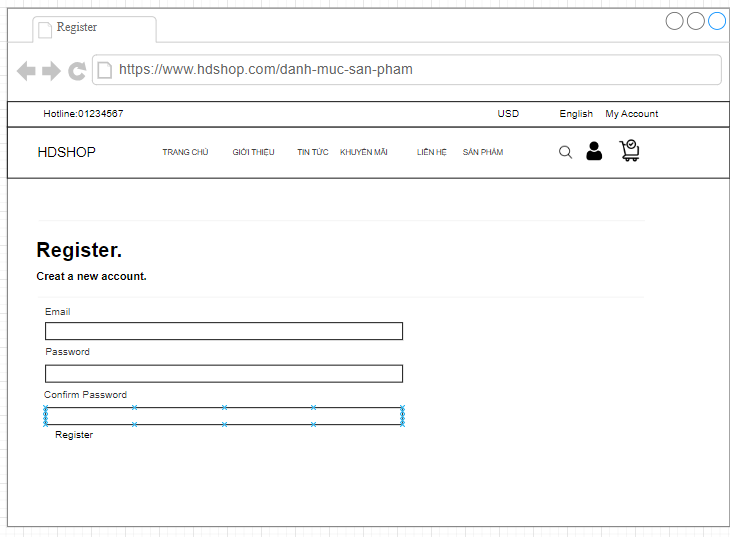 Register
https://www.hdshop.com/danh-muc-san-pham
Hotline:01234567 USD English My Account
HDSHOP TRANG CHỦ GIỚI THIỆU TIN TỨC KHUYẾN MÃI LIÊN HỆ SẢN PHẨM
Register.
Creat a new account.
Email
Password
Confirm Password
Register